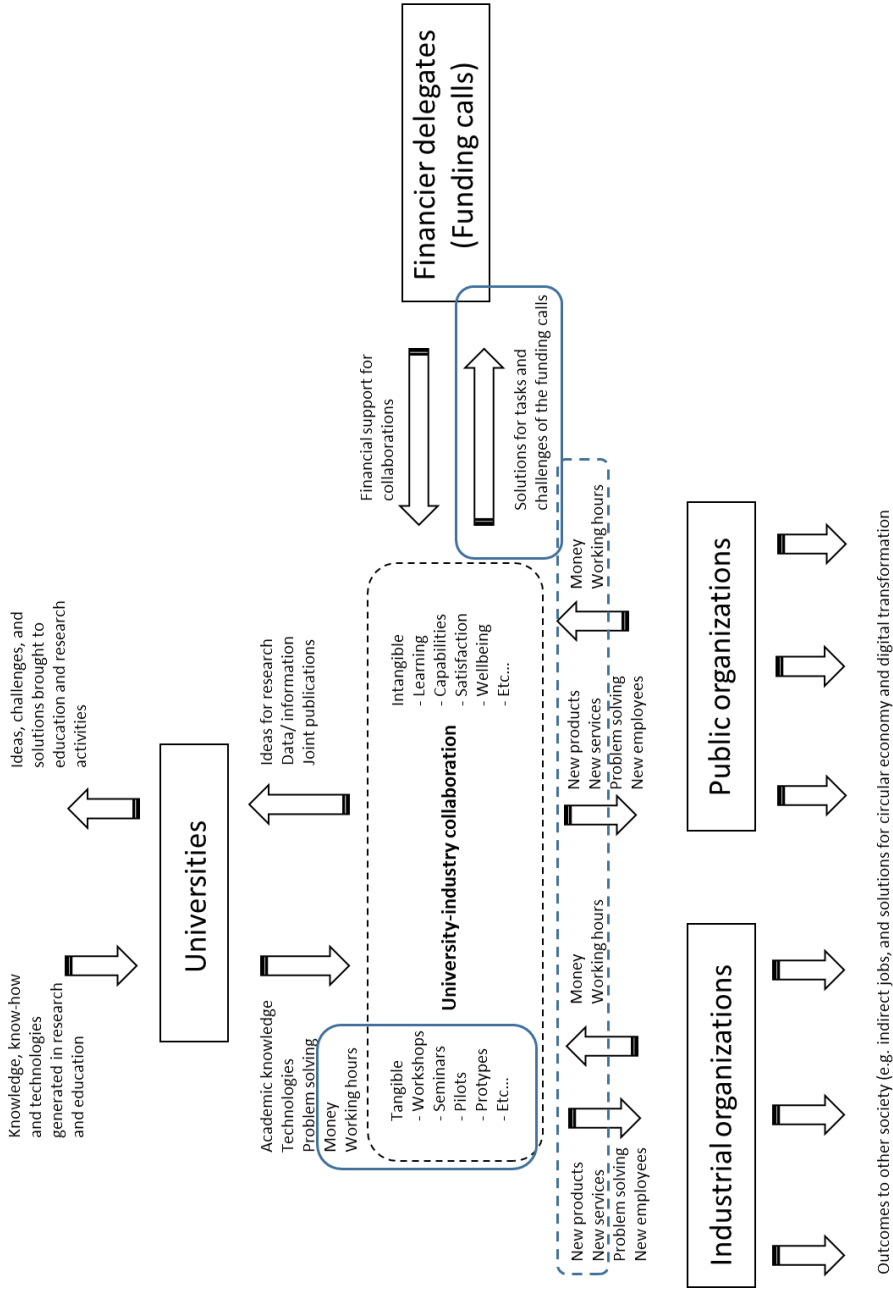 Knowledge, know-how
and technologies
generated in research
and education
Ideas, challenges, and
solutions brought to
education and research
activities
Universities
Academic knowledge
Technologies
Problem solving
Money
Working hours
Ideas for research
Data/ information
Joint publications
Financial support for
collaborations
Tangible
- Workshops
- Seminars
- Pilots
- Protypes
- Etc...
University-industry collaboration
Intangible
- Learning
- Capabilities
- Satisfaction
- Wellbeing
- Etc...
Financier delegates
(Funding calls)
Solutions for tasks and
challenges of the funding calls
New products
New services
Problem solving
New employees
Money
Working hours
New products
New services
Problem solving
New employees
Money
Working hours
Industrial organizations
Public organizations
Outcomes to other society (e.g. indirect jobs, and solutions for circular economy and digital transformation